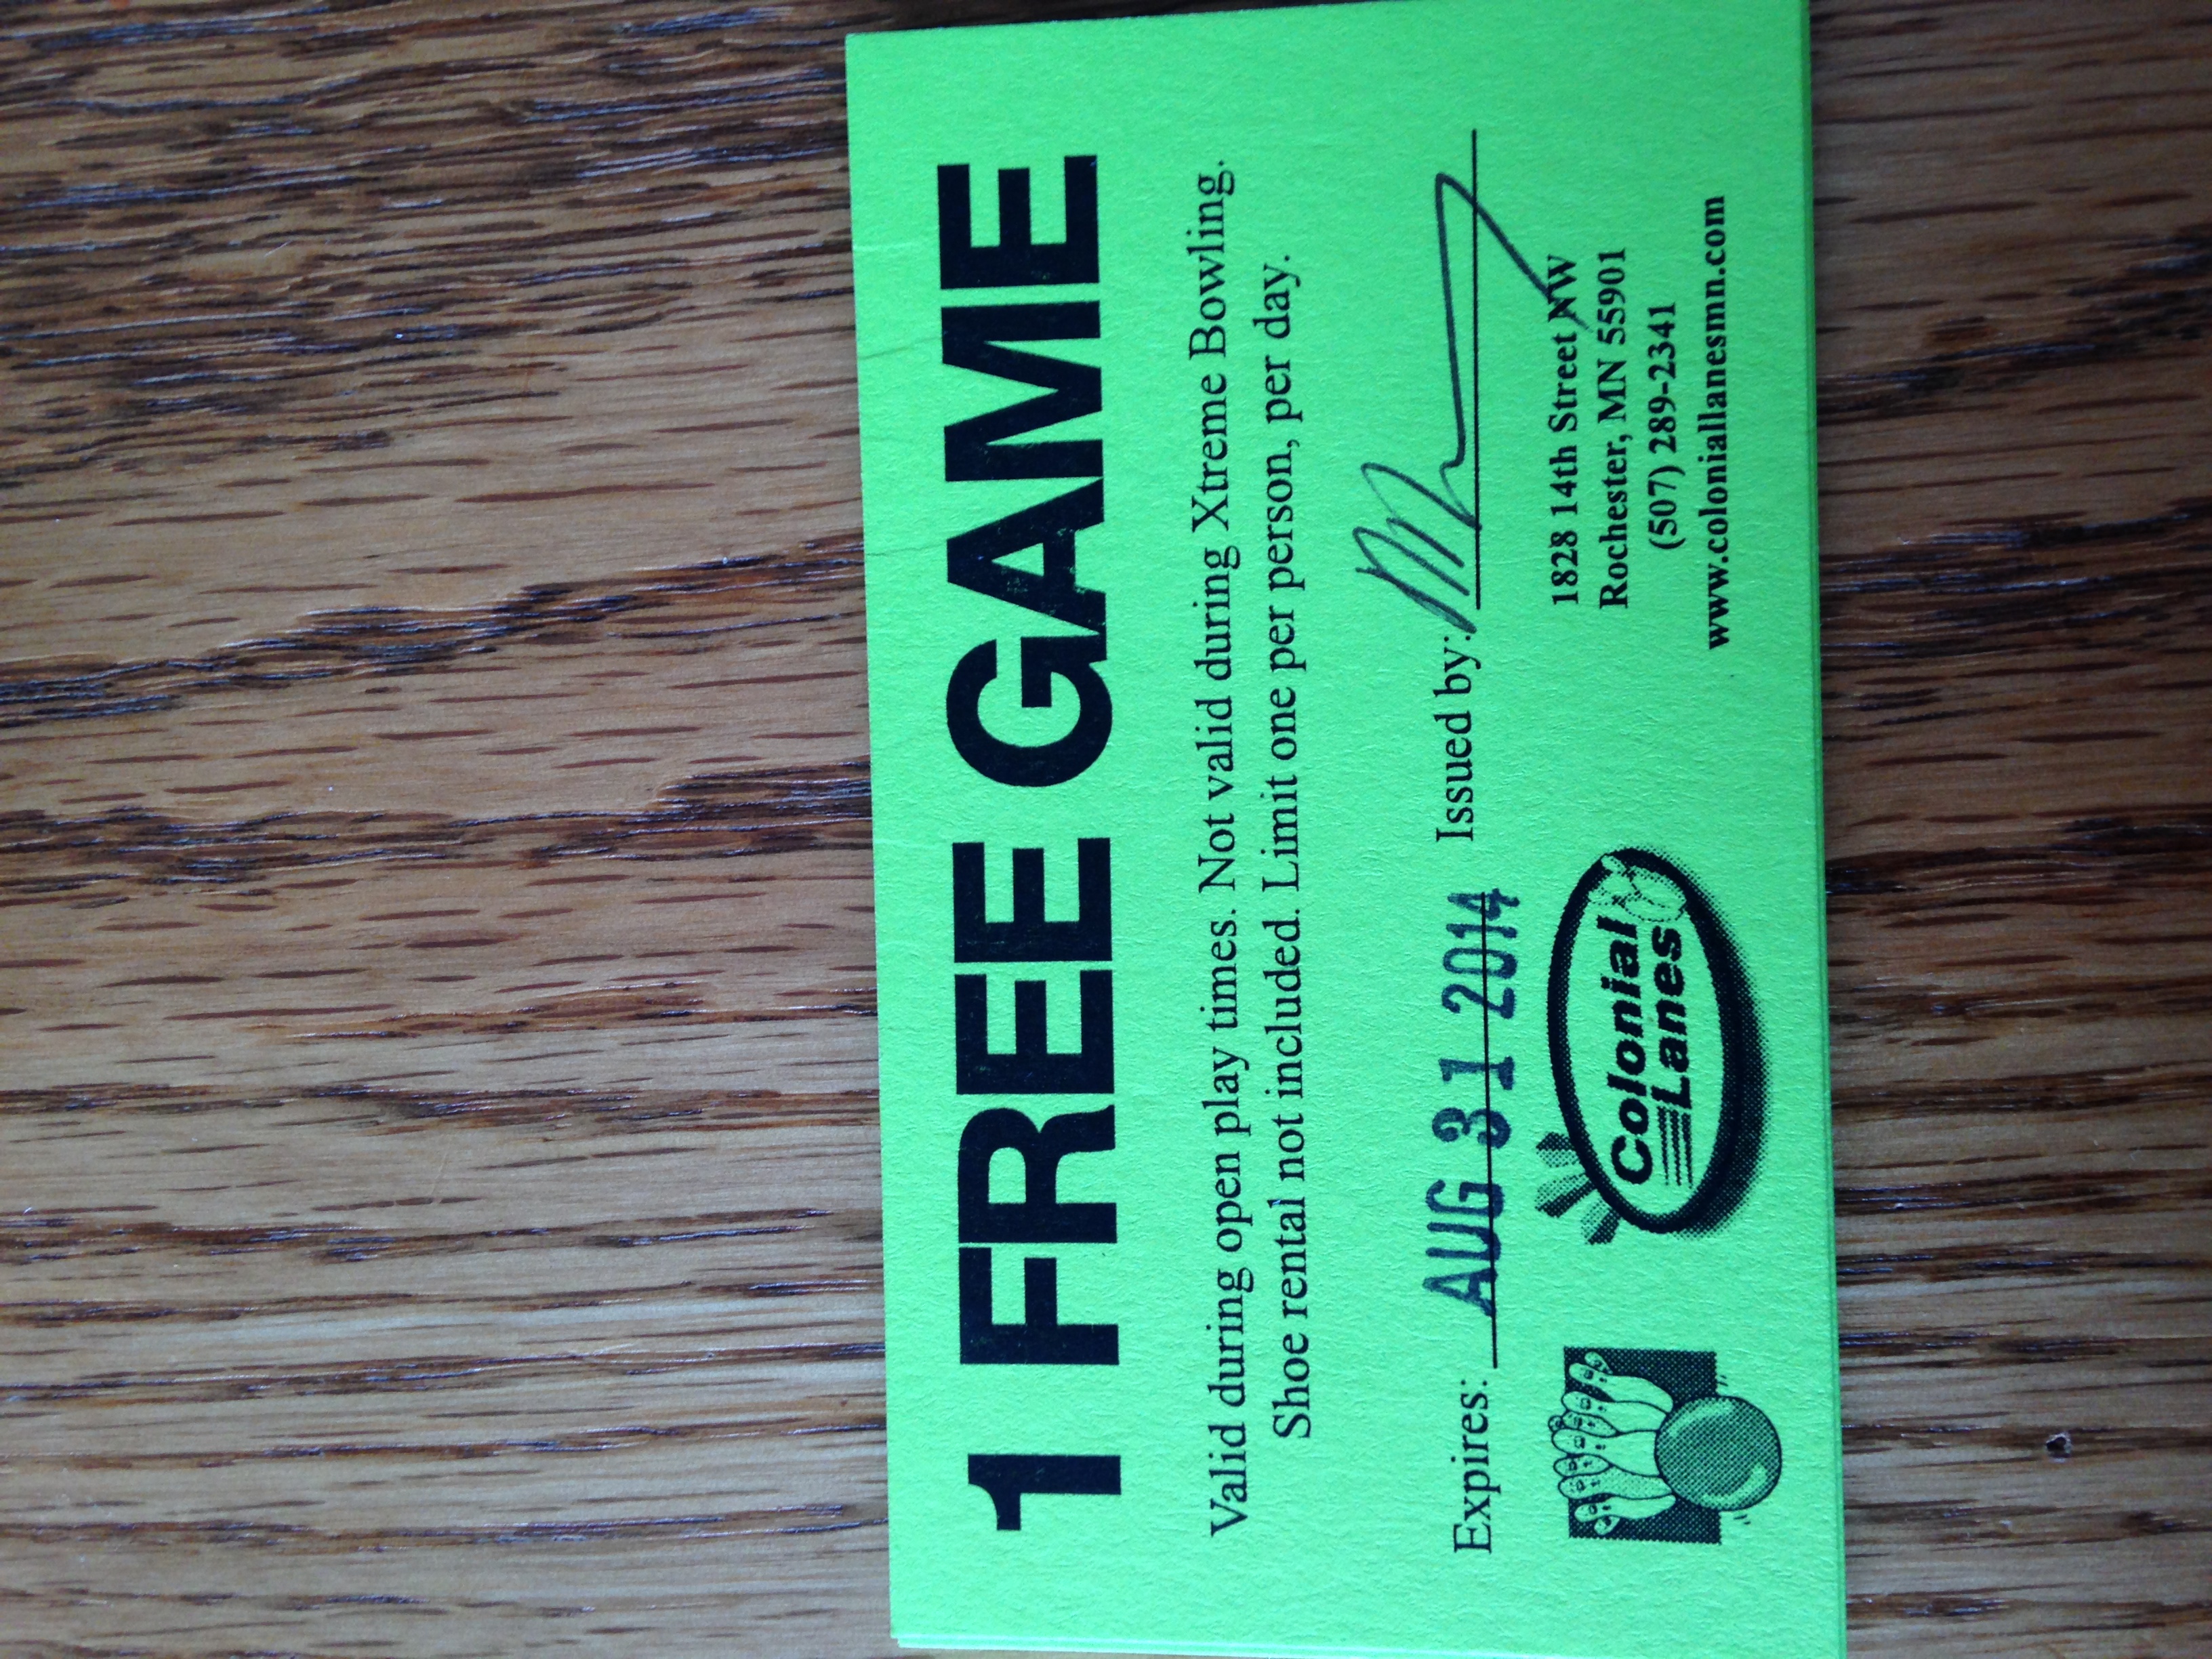 1 FREE GAME
Valid during open play times. Not valid during Xtreme Bowling.
Shoe rental not included. Limit one per person, per day.
Expires: AUG 31 2014 Issued by:
Colonial
Lanes
1828 14th Street NW
Rochester, MN 55901
(507) 289-2341
www.coloniallanesmn.com